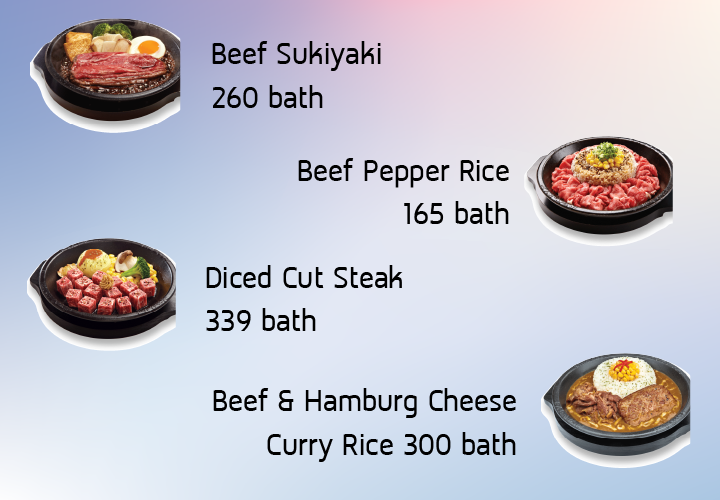 Beef Sukiyaki
260 bath
Beef Pepper Rice
165 bath
Diced Cut Steak
339 bath
Beef & Hamburg Cheese
Curry Rice 300 bath